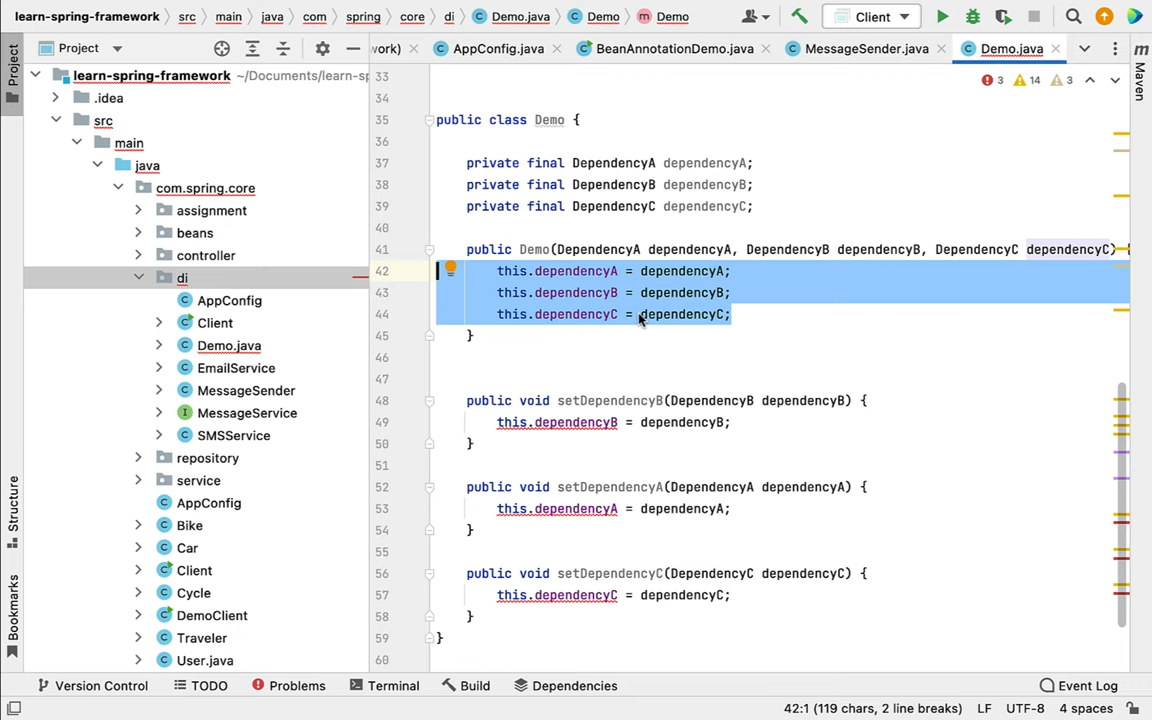 learn-spring-framework src main java com spring core di Demo.java Demo m Demo Client
Project work) AppConfig.java BeanAnnotationDemo.java MessageSender.java Demo.java
Project
Structure
Bookmarks
m
Maven
learn-spring-framework ~/Documents/learn-sp
.idea
src
main
java
com.spring.core
assignment
beans
controller
di
C AppConfig
C Client
C Demo.java
C EmailService
C MessageSender
I MessageService
C SMSService
repository
service
C AppConfig
C Bike
C Car
C Client
C Cycle
C DemoClient
C Traveler
C User.java
3 14 3
33
34
35 public class Demo {
36
37 private final DependencyA dependencyA;
38 private final DependencyB dependencyB;
39 private final DependencyC dependencyC;
40
41 public Demo(DependencyA dependencyA, DependencyB dependencyB, DependencyC dependencyC) {
42 this.dependencyA = dependencyA;
43 this.dependencyB = dependencyB;
44 this.dependencyC = dependencyC;
45 }
46
47
48 public void setDependencyB(DependencyB dependencyB) {
49 this.dependencyB = dependencyB;
50 }
51
52 public void setDependencyA(DependencyA dependencyA) {
53 this.dependencyA = dependencyA;
54 }
55
56 public void setDependencyC(DependencyC dependencyC) {
57 this.dependencyC = dependencyC;
58 }
59 }
60
Version Control TODO Problems Terminal Build Dependencies Event Log
42:1 (119 chars, 2 line breaks) LF UTF-8 4 spaces